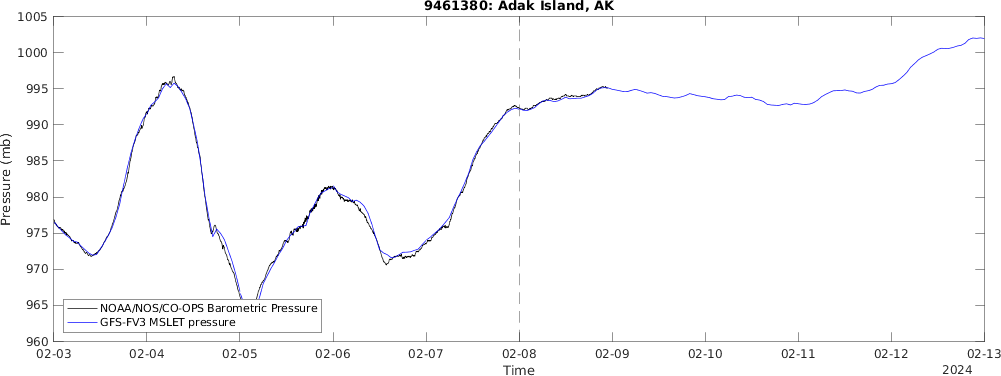 9461380: Adak Island, AK
1005
1000
995
990
985
980
975
970
965
960
Pressure (mb)
NOAA/NOS/CO-OPS Barometric Pressure
GFS-FV3 MSLET pressure
02-03 02-04 02-05 02-06 02-07 02-08 02-09 02-10 02-11 02-12 02-13
Time
2024